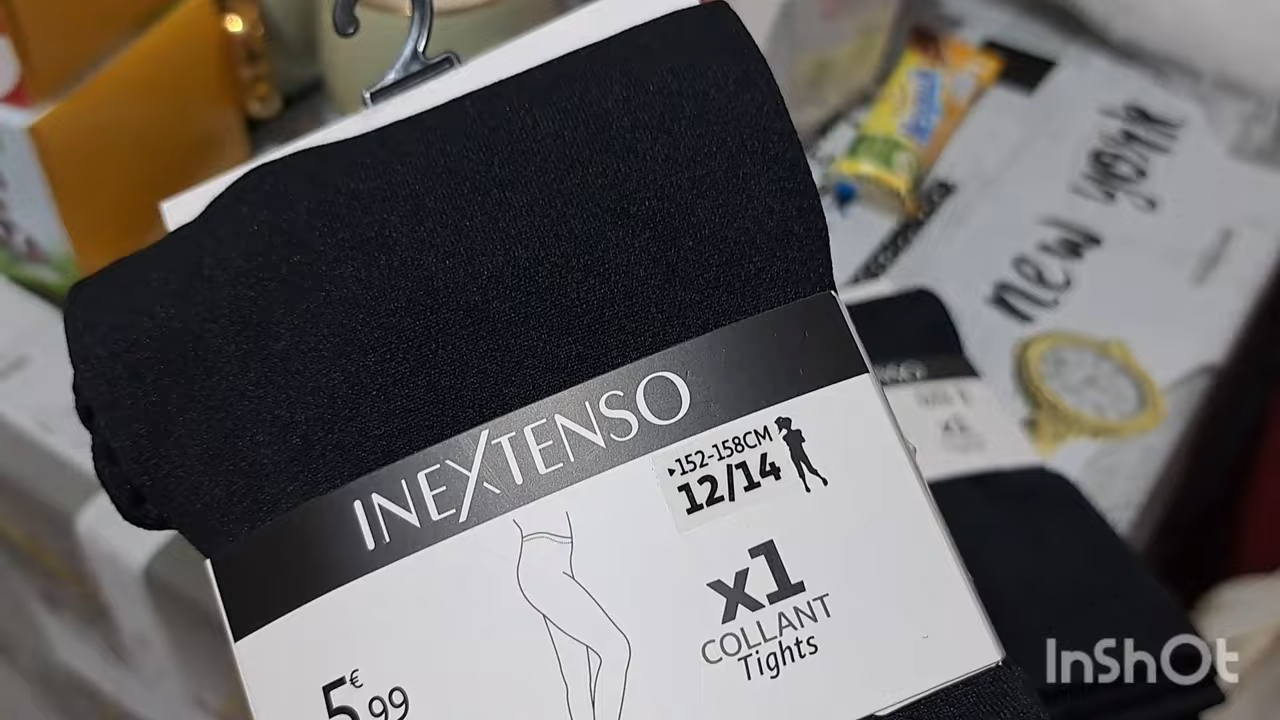 INEXTENSO
▸152-158CM
12/14
x1
COLLANT
Tights
5€99
new york
InShOt